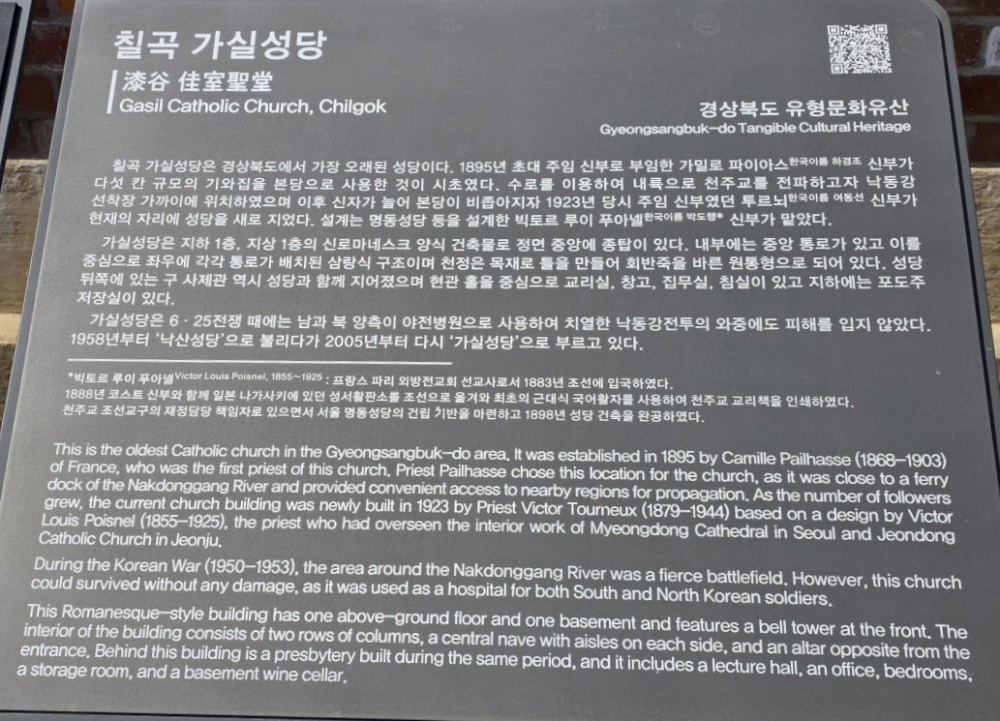 칠곡 가실성당
漆谷 佳室聖堂
Gasil Catholic Church, Chilgok
경상북도 유형문화유산
Gyeongsangbuk-do Tangible Cultural Heritage
칠곡 가실성당은 경상북도에서 가장 오래된 성당이다. 1895년 초대 주임 신부로 부임한 가밀로 파이아스한국이름 하경조 신부가
다섯 칸 규모의 기와집을 본당으로 사용한 것이 시초였다. 수로를 이용하여 내륙으로 천주교를 전파하고자 낙동강
선착장 가까이에 위치하였으며 이후 신자가 늘어 본당이 비좁아지자 1923년 당시 주임 신부였던 투르뇌한국이름 여동선 신부가
현재의 자리에 성당을 새로 지었다. 설계는 명동성당 등을 설계한 빅토르 루이 푸아넬한국이름 박도행* 신부가 맡았다.
가실성당은 지하 1층, 지상 1층의 신로마네스크 양식 건축물로 정면 중앙에 종탑이 있다. 내부에는 중앙 통로가 있고 이를
중심으로 좌우에 각각 통로가 배치된 삼랑식 구조이며 천정은 목재로 틀을 만들어 회반죽을 바른 원통형으로 되어 있다. 성당
뒤쪽에 있는 구 사제관 역시 성당과 함께 지어졌으며 현관 홀을 중심으로 교리실, 창고, 집무실, 침실이 있고 지하에는 포도주
저장실이 있다.
가실성당은 6 · 25전쟁 때에는 남과 북 양측이 야전병원으로 사용하여 치열한 낙동강전투의 와중에도 피해를 입지 않았다.
1958년부터 '낙산성당'으로 불리다가 2005년부터 다시 '가실성당'으로 부르고 있다.
*빅토르 루이 푸아넬Victor Louis Poisnel, 1855~1925 : 프랑스 파리 외방전교회 선교사로서 1883년 조선에 입국하였다.
1888년 코스트 신부와 함께 일본 나가사키에 있던 성서활판소를 조선으로 옮겨와 최초의 근대식 국어활자를 사용하여 천주교 교리책을 인쇄하였다.
천주교 조선교구의 재정담당 책임자로 있으면서 서울 명동성당의 건립 기반을 마련하고 1898년 성당 건축을 완공하였다.
This is the oldest Catholic church in the Gyeongsangbuk-do area. It was established in 1895 by Camille Pailhasse (1868-1903)
of France, who was the first priest of this church. Priest Pailhasse chose this location for the church, as it was close to a ferry
dock of the Nakdonggang River and provided convenient access to nearby regions for propagation. As the number of followers
grew, the current church building was newly built in 1923 by Priest Victor Tourneux (1879-1944) based on a design by Victor
Louis Poisnel (1855-1925), the priest who had overseen the interior work of Myeongdong Cathedral in Seoul and Jeondong
Catholic Church in Jeonju.
During the Korean War (1950-1953), the area around the Nakdonggang River was a fierce battlefield. However, this church
could survived without any damage, as it was used as a hospital for both South and North Korean soldiers.
This Romanesque-style building has one above-ground floor and one basement and features a bell tower at the front. The
interior of the building consists of two rows of columns, a central nave with aisles on each side, and an altar opposite from the
entrance. Behind this building is a presbytery built during the same period, and it includes a lecture hall, an office, bedrooms,
a storage room, and a basement wine cellar.